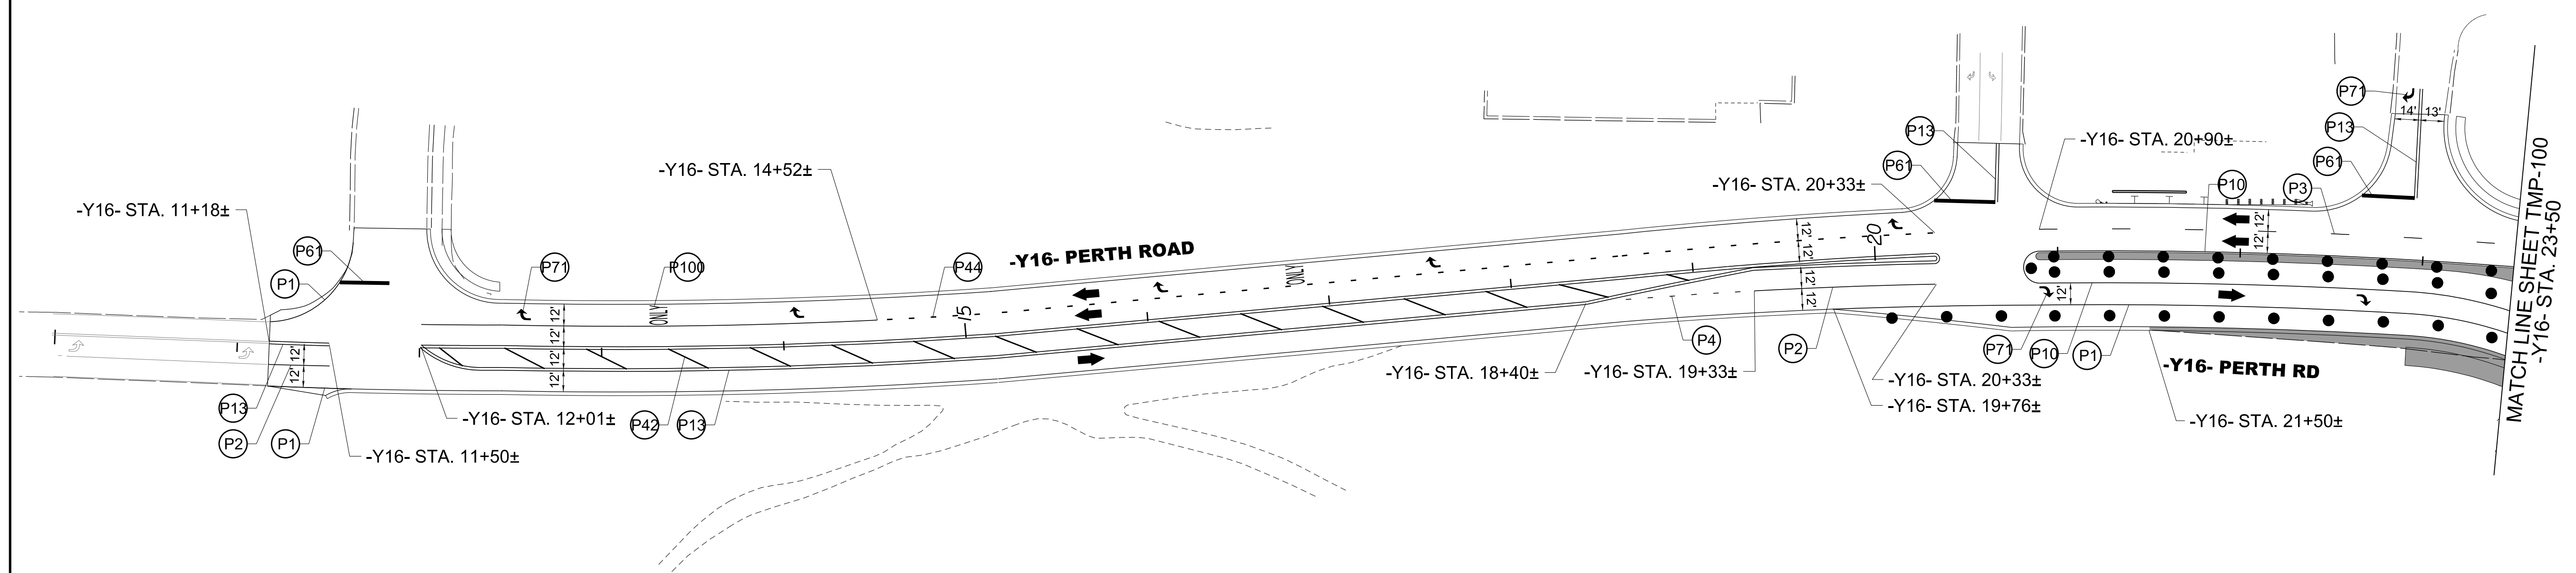 -Y16- STA. 11+18±
P61
P1
12'
12'
P13
P2
P1
-Y16- STA. 11+50±
-Y16- STA. 12+01±
P71
P100
ONLY
12'
12'
12'
12'
P42
P13
-Y16- STA. 14+52±
P44
15
-Y16- PERTH ROAD
ONLY
-Y16- STA. 18+40±
-Y16- STA. 19+33±
P4
P2
12'
12'
12'
12'
20
-Y16- STA. 20+33±
P61
P13
-Y16- STA. 20+33±
-Y16- STA. 19+76±
-Y16- STA. 20+90±
P10
P3
P61
P13
P71
14'
13'
12'
12'
12'
P71
P10
P1
-Y16- PERTH RD
-Y16- STA. 21+50±
MATCH LINE SHEET TMP-100
-Y16- STA. 23+50